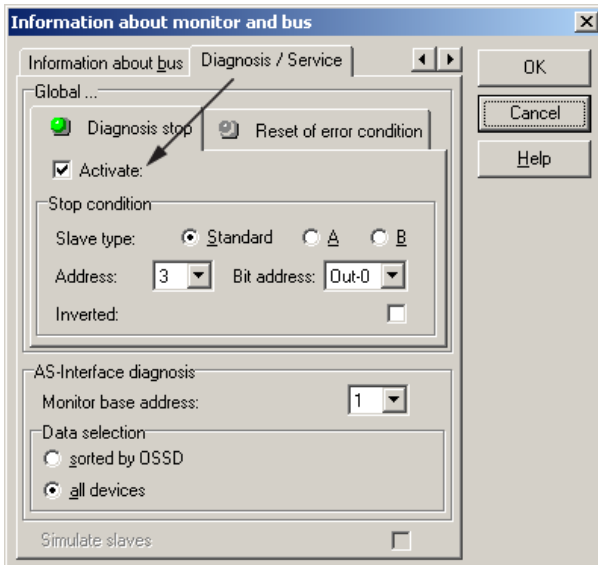 Information about monitor and bus
Information about bus
Diagnosis / Service
OK
Cancel
Help
Global ...
Diagnosis stop
Reset of error condition
Activate:
Stop condition
Slave type: Standard A B
Address: 3 Bit address: Out-0
Inverted:
AS-Interface diagnosis
Monitor base address: 1
Data selection
sorted by OSSD
all devices
Simulate slaves